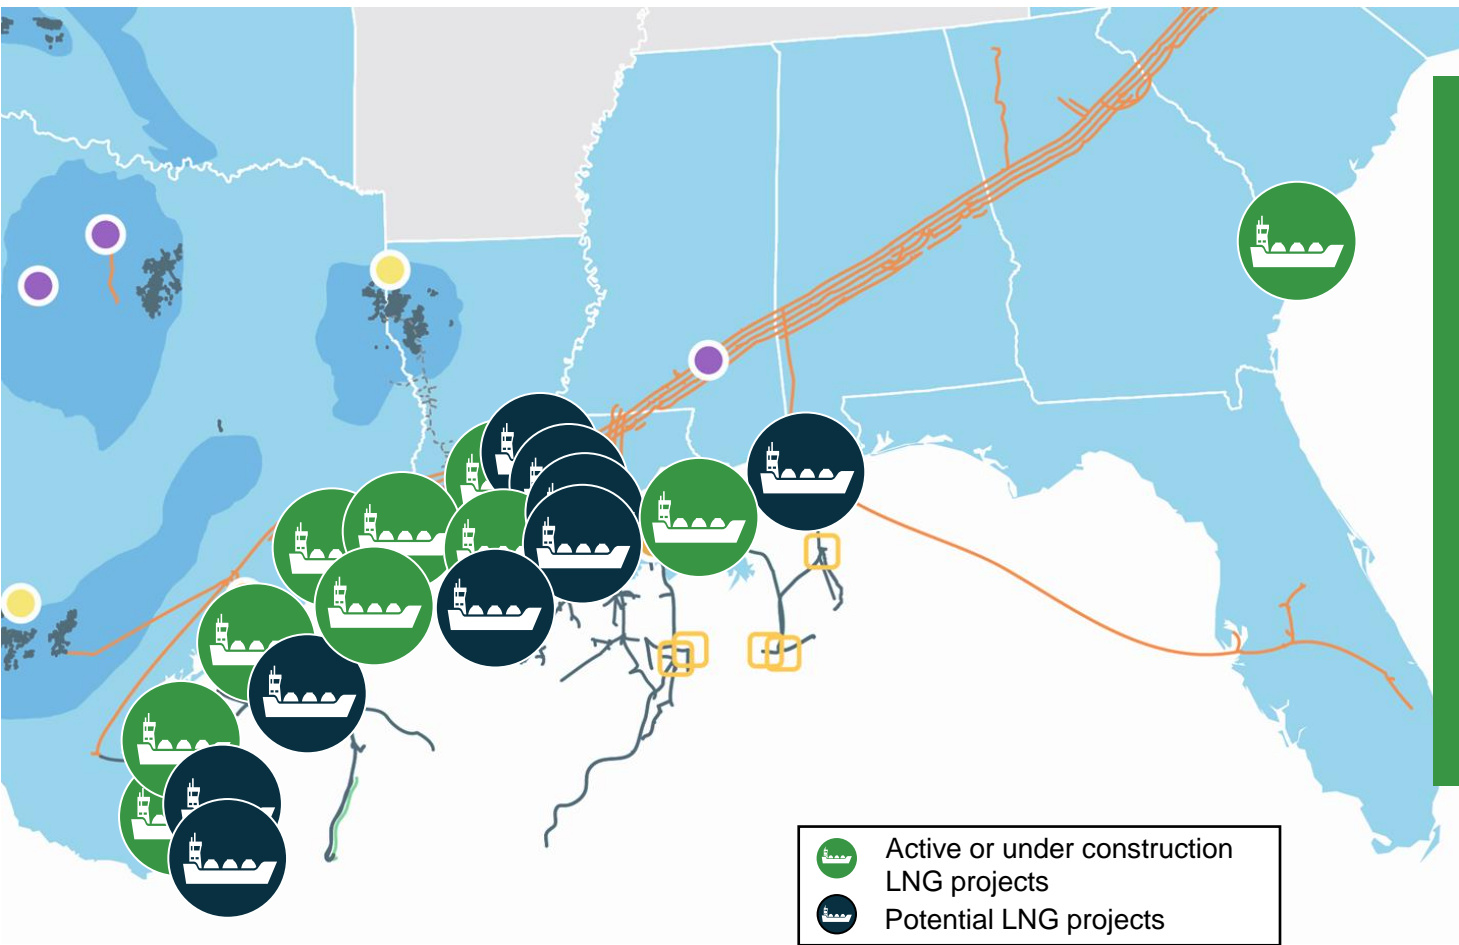 Active or under construction
LNG projects
Potential LNG projects